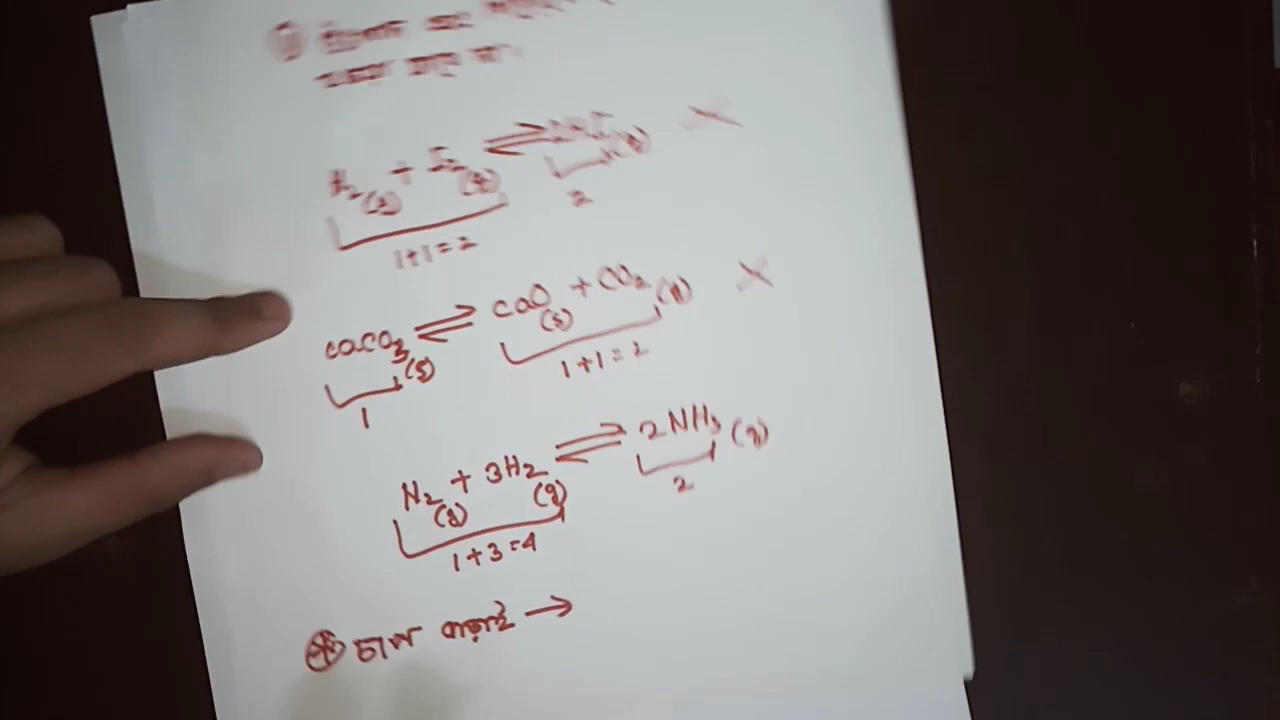 H₂(g) + I₂(g) ⇌ 2HI(g) ×
1+1=2
2
CaCO₃(s) ⇌ CaO(s) + CO₂(g) ×
1
1+1=2
N₂(g) + 3H₂(g) ⇌ 2NH₃(g)
1+3=4
2
চাপ বাড়াই →